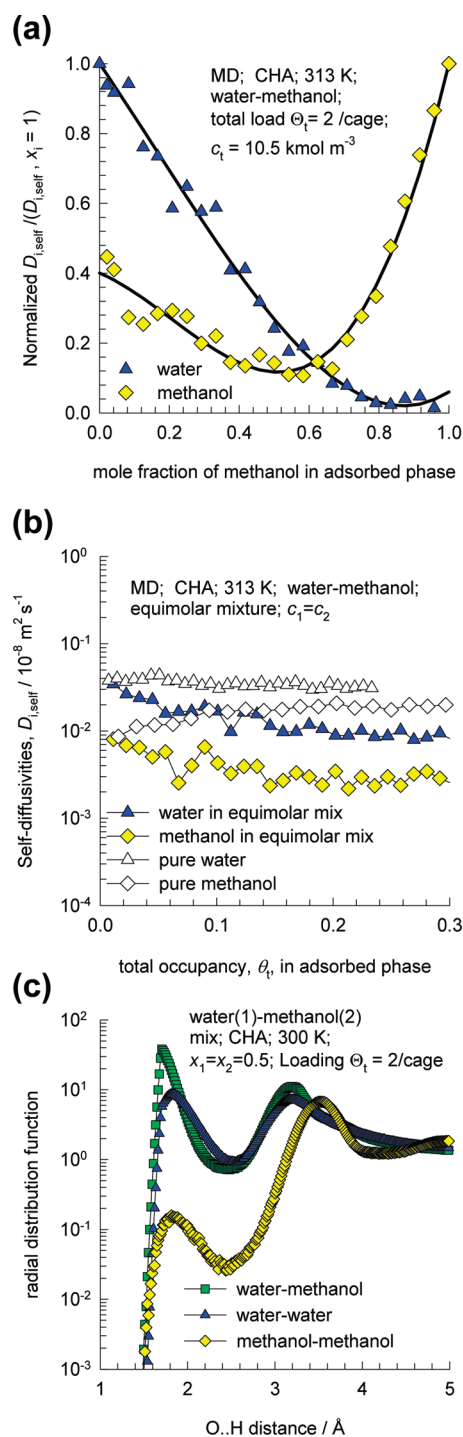 (a)
MD; CHA; 313 K;
water-methanol;
total load Θt= 2 /cage;
ct = 10.5 kmol m-3
Normalized Di,self /(Di,self , xi = 1)
1.0
0.8
0.6
0.4
0.2
0.0
water
methanol
0.0 0.2 0.4 0.6 0.8 1.0
mole fraction of methanol in adsorbed phase
(b)
MD; CHA; 313 K; water-methanol;
equimolar mixture; c1=c2
Self-diffusivities, Di,self / 10-8 m2 s-1
100
10-1
10-2
10-3
10-4
water in equimolar mix
methanol in equimolar mix
pure water
pure methanol
0.0 0.1 0.2 0.3
total occupancy, θt, in adsorbed phase
(c)
water(1)-methanol(2)
mix; CHA; 300 K;
x1=x2=0.5; Loading Θt = 2/cage
radial distribution function
102
101
100
10-1
10-2
10-3
water-methanol
water-water
methanol-methanol
1 2 3 4 5
O..H distance / Å